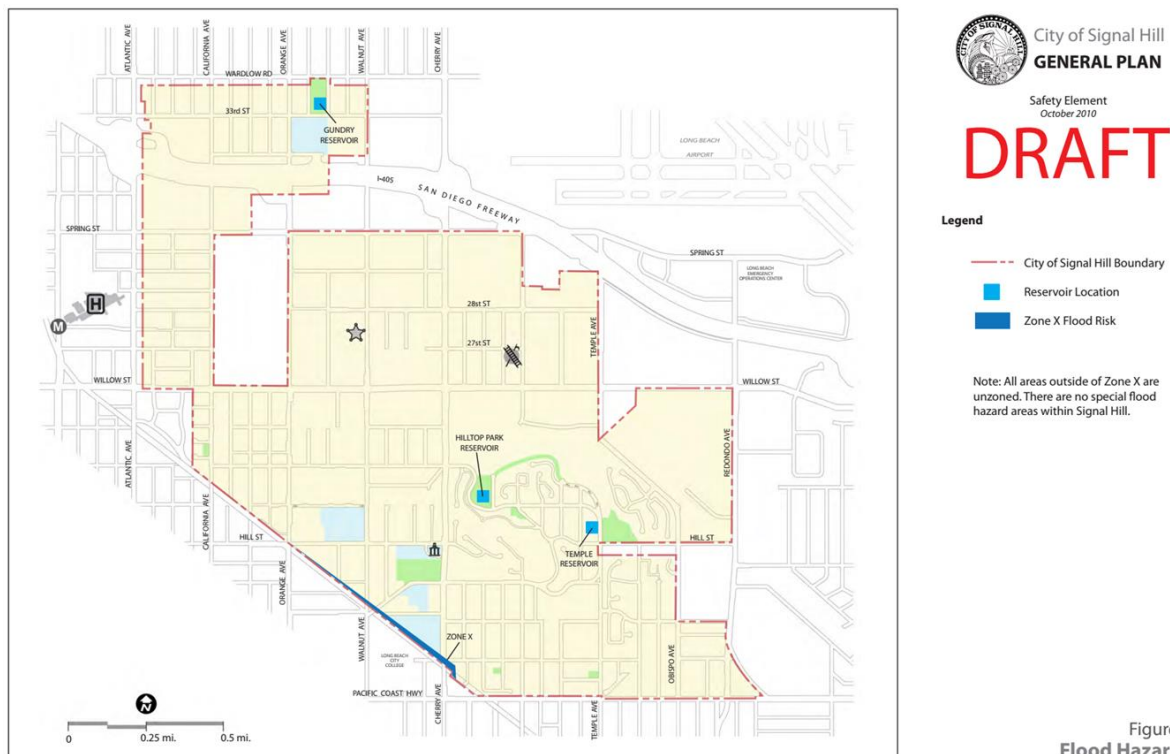 ATLANTIC AVE
CALIFORNIA AVE
ORANGE AVE
WALNUT AVE
CHERRY AVE
WARDLOW RD
33rd ST
GUNDRY
RESERVOIR
LONG BEACH
AIRPORT
I-405
SAN DIEGO FREEWAY
SPRING ST
SPRING ST
LONG BEACH
EMERGENCY
OPERATIONS CENTER
H
28st ST
M
27st ST
TEMPLE AVE
WILLOW ST
WILLOW ST
HILLTOP PARK
RESERVOIR
ATLANTIC AVE
REDONDO AVE
CALIFORNIA AVE
HILL ST
HILL ST
TEMPLE
RESERVOIR
ORANGE AVE
WALNUT AVE
ZONE X
LONG BEACH
CITY
COLLEGE
OBISPO AVE
PACIFIC COAST HWY
CHERRY AVE
TEMPLE AVE
N
0
0.25 mi.
0.5 mi.
CITY OF SIGNAL HILL
City of Signal Hill
GENERAL PLAN
Safety Element
October 2010
DRAFT
Legend
City of Signal Hill Boundary
Reservoir Location
Zone X Flood Risk
Note: All areas outside of Zone X are
unzoned. There are no special flood
hazard areas within Signal Hill.
Figur
Flood Hazar